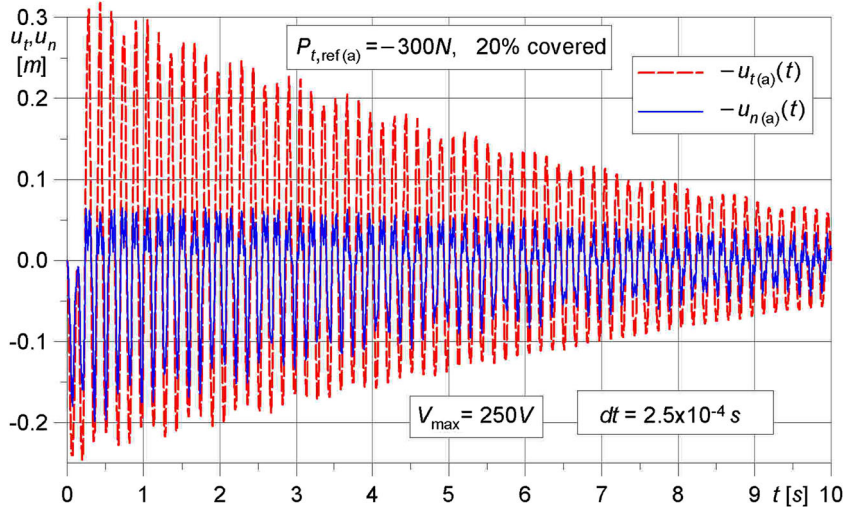 0.3
u_t,u_n
[m]
0.2
0.1
0.0
-0.1
-0.2
P_t,ref(a) =−300N, 20% covered
−u_t(a)(t)
−u_n(a)(t)
V_max= 250V
dt = 2.5x10^-4 s
0 1 2 3 4 5 6 7 8 9 10
t [s]